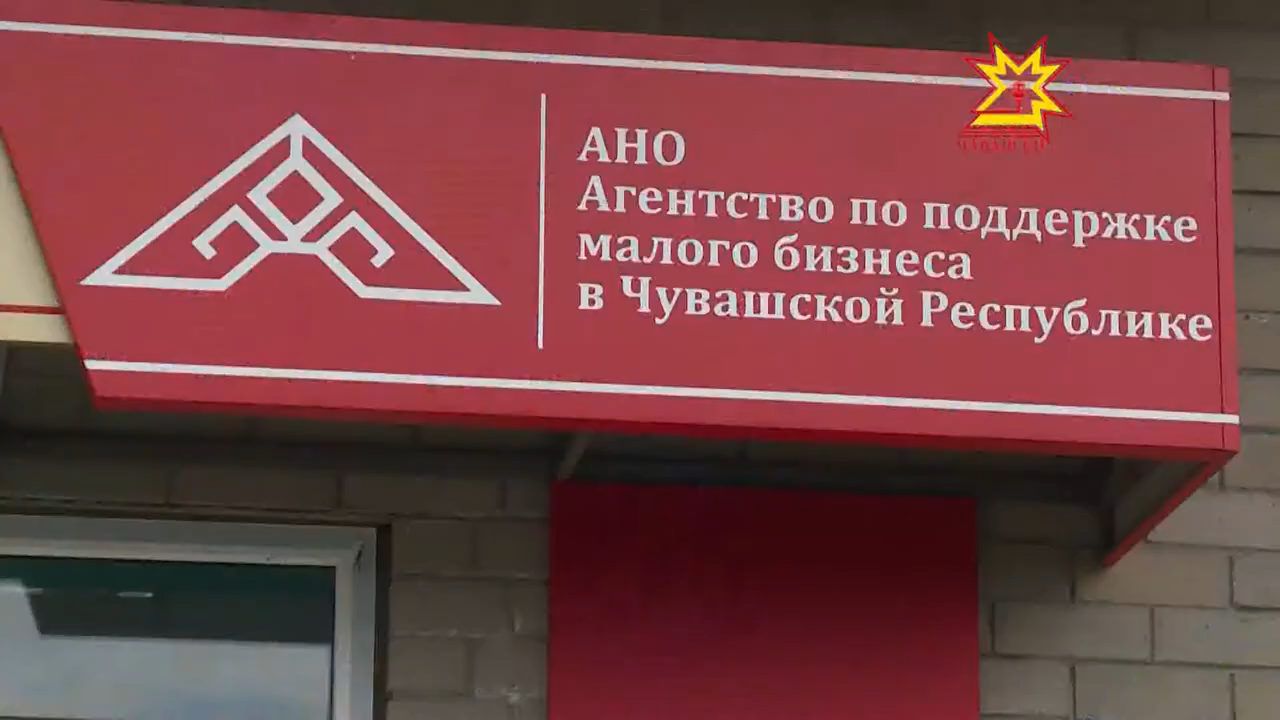 АНО
Агентство по поддержке
малого бизнеса
в Чувашской Республике